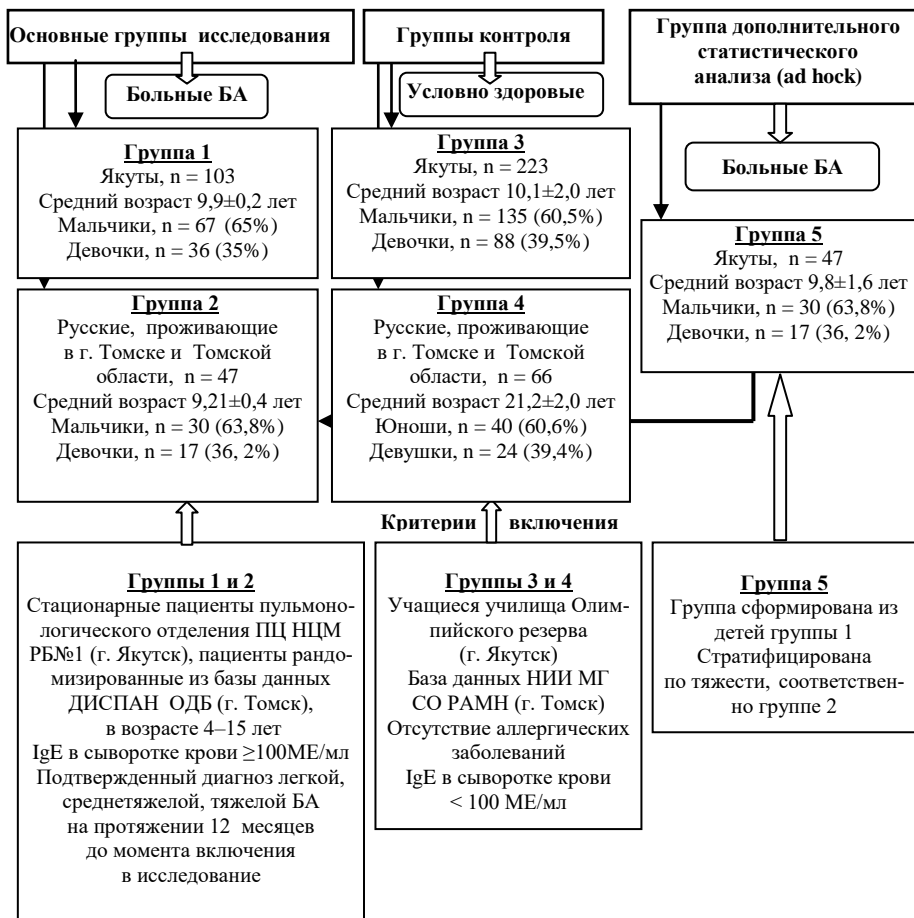 Основные группы исследования
Больные БА
Группа 1
Якуты, n = 103
Средний возраст 9,9±0,2 лет
Мальчики, n = 67 (65%)
Девочки, n = 36 (35%)
Группа 2
Русские, проживающие
в г. Томске и Томской
области, n = 47
Средний возраст 9,21±0,4 лет
Мальчики, n = 30 (63,8%)
Девочки, n = 17 (36, 2%)
Группы контроля
Условно здоровые
Группа 3
Якуты, n = 223
Средний возраст 10,1±2,0 лет
Мальчики, n = 135 (60,5%)
Девочки, n = 88 (39,5%)
Группа 4
Русские, проживающие
в г. Томске и Томской
области, n = 66
Средний возраст 21,2±2,0 лет
Юноши, n = 40 (60,6%)
Девушки, n = 24 (39,4%)
Группа дополнительного
статистического
анализа (ad hock)
Больные БА
Группа 5
Якуты, n = 47
Средний возраст 9,8±1,6 лет
Мальчики, n = 30 (63,8%)
Девочки, n = 17 (36, 2%)
Критерии включения
Группы 1 и 2
Стационарные пациенты пульмоно-
логического отделения ПЦ НЦМ
РБ№1 (г. Якутск), пациенты рандо-
мизированные из базы данных
ДИСПАН ОДБ (г. Томск),
в возрасте 4–15 лет
IgE в сыворотке крови ≥100МЕ/мл
Подтвержденный диагноз легкой,
среднетяжелой, тяжелой БА
на протяжении 12 месяцев
до момента включения
в исследование
Группы 3 и 4
Учащиеся училища Олим-
пийского резерва
(г. Якутск)
База данных НИИ МГ
СО РАМН (г. Томск)
Отсутствие аллергических
заболеваний
IgE в сыворотке крови
< 100 МЕ/мл
Группа 5
Группа сформирована из
детей группы 1
Стратифицирована
по тяжести, соответствен-
но группе 2